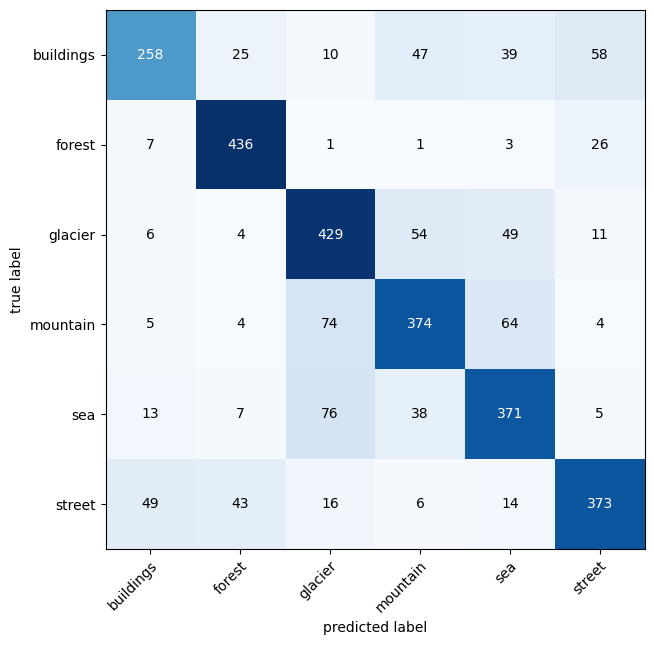 buildings 258 25 10 47 39 58
forest 7 436 1 1 3 26
glacier 6 4 429 54 49 11
mountain 5 4 74 374 64 4
sea 13 7 76 38 371 5
street 49 43 16 6 14 373
true label
buildings forest glacier mountain sea street
predicted label